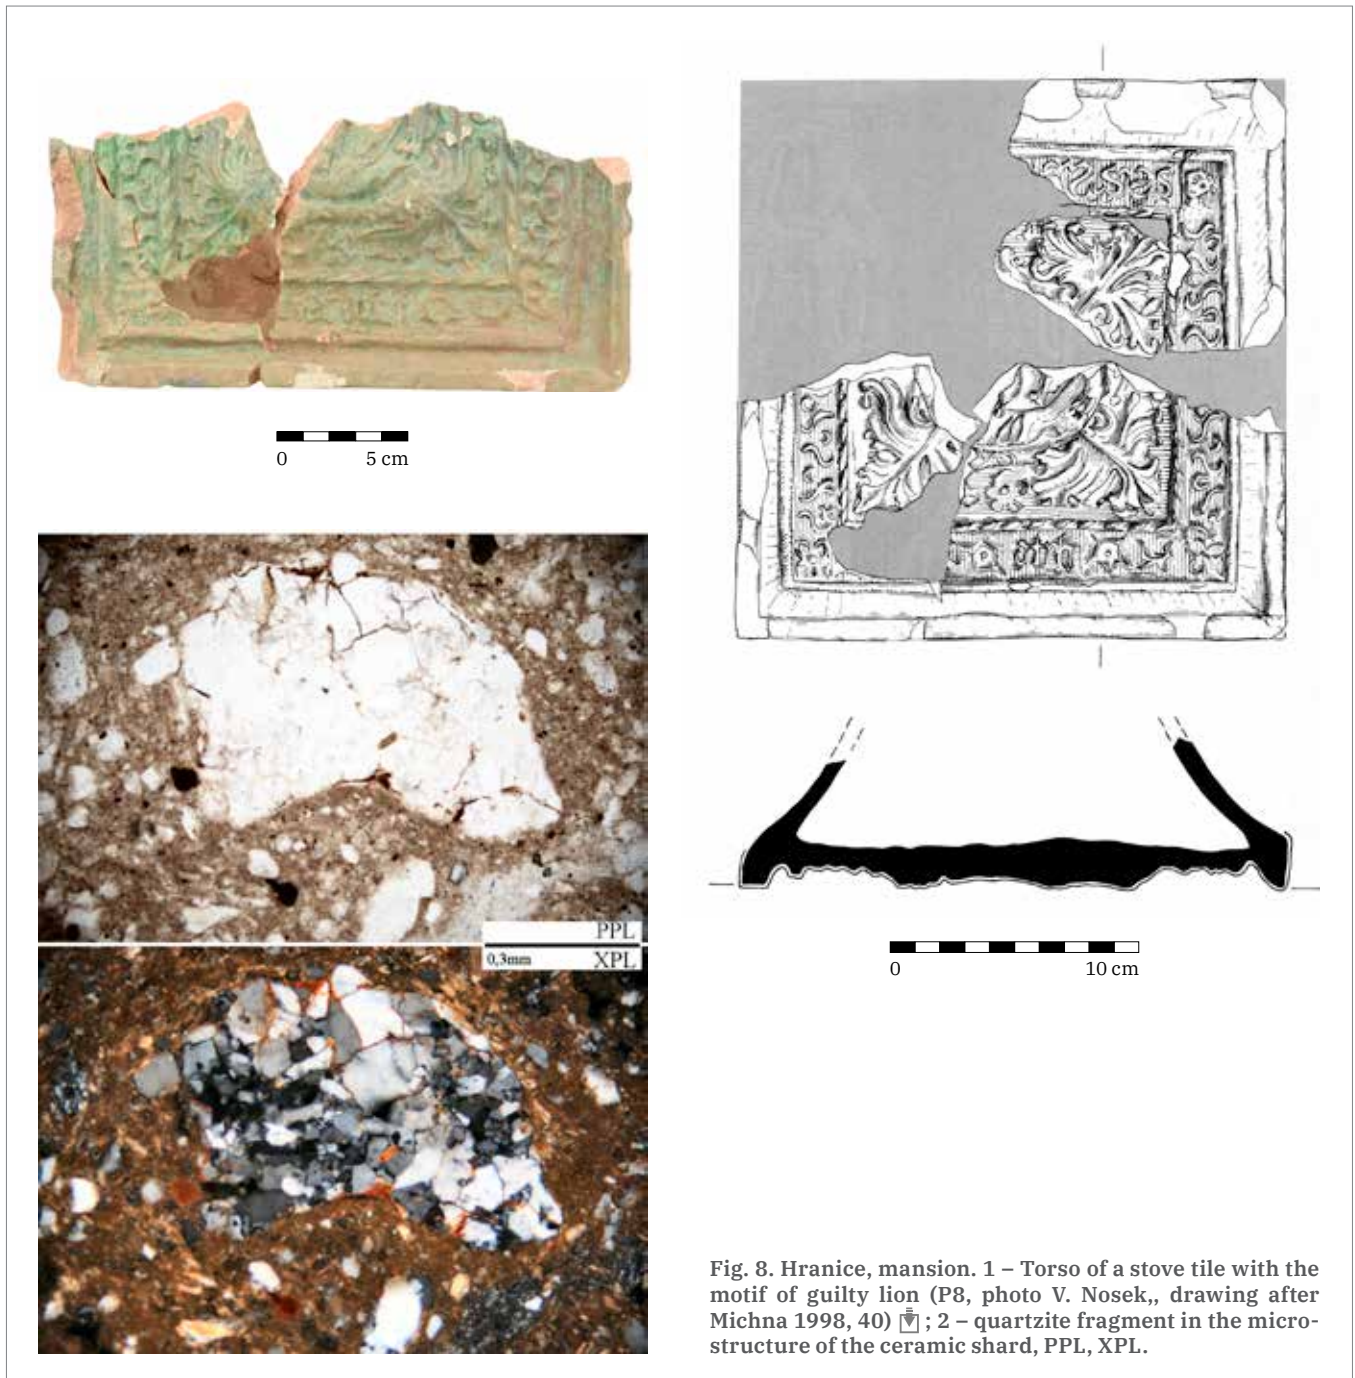 0 5 cm
PPL
0,3mm XPL
0 10 cm
Fig. 8. Hranice, mansion. 1 – Torso of a stove tile with the
motif of guilty lion (P8, photo V. Nosek,, drawing after
Michna 1998, 40) ; 2 – quartzite fragment in the micro-
structure of the ceramic shard, PPL, XPL.